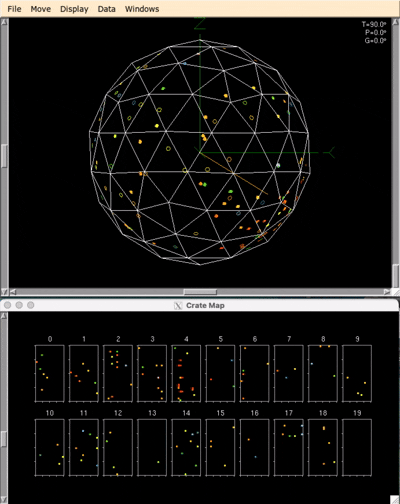 File Move Display Data Windows
T=90.0°
P=0.0°
G=0.0°
Z
Y
X Crate Map
0 1 2 3 4 5 6 7 8 9
10 11 12 13 14 15 16 17 18 19